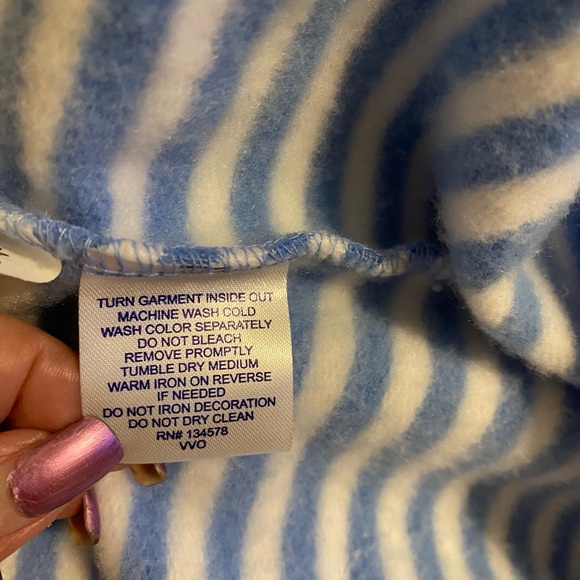 TURN GARMENT INSIDE OUT
MACHINE WASH COLD
WASH COLOR SEPARATELY
DO NOT BLEACH
REMOVE PROMPTLY
TUMBLE DRY MEDIUM
WARM IRON ON REVERSE
IF NEEDED
DO NOT IRON DECORATION
DO NOT DRY CLEAN
RN# 134578
VVO